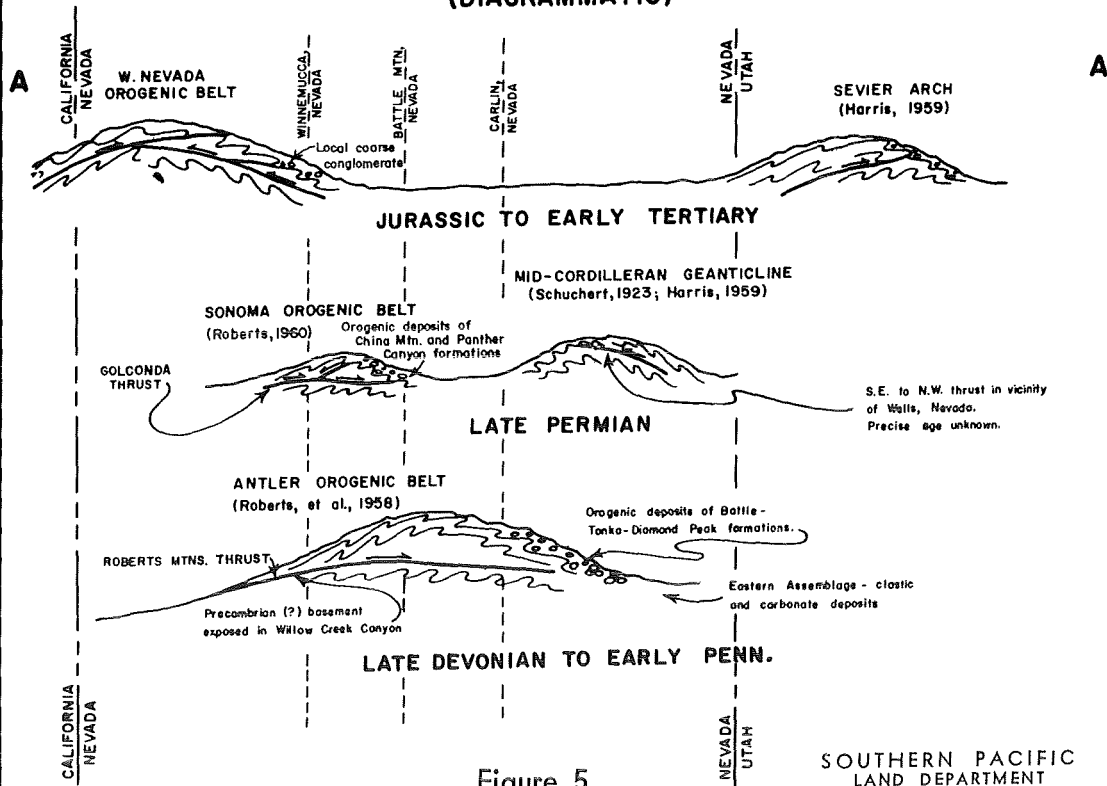 (DIAGRAMMATIC)
A
A
CALIFORNIA
NEVADA
W. NEVADA
OROGENIC BELT
WINNEMUCCA,
NEVADA
BATTLE MTN.
NEVADA
CARLIN,
NEVADA
NEVADA
UTAH
SEVIER ARCH
(Harris, 1959)
Local coarse
conglomerate
JURASSIC TO EARLY TERTIARY
MID-CORDILLERAN GEANTICLINE
(Schuchert, 1923; Harris, 1959)
SONOMA OROGENIC BELT
(Roberts, 1960)
Orogenic deposits of
China Mtn. and Panther
Canyon formations
GOLCONDA
THRUST
S.E. to N.W. thrust in vicinity
of Wells, Nevada.
Precise age unknown.
LATE PERMIAN
ANTLER OROGENIC BELT
(Roberts, et al., 1958)
Orogenic deposits of Battle-
Tonka-Diamond Peak formations.
ROBERTS MTNS. THRUST
Eastern Assemblage - clastic
and carbonate deposits
Precambrian (?) basement
exposed in Willow Creek Canyon
LATE DEVONIAN TO EARLY PENN.
CALIFORNIA
NEVADA
NEVADA
UTAH
Figure 5
SOUTHERN PACIFIC
LAND DEPARTMENT